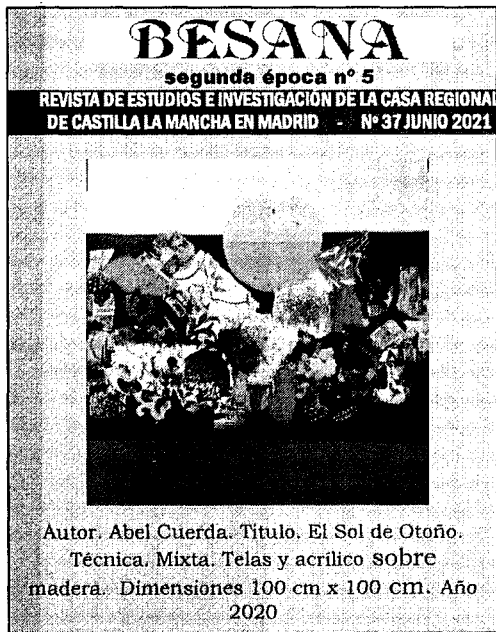 BESANA
segunda época nº 5
REVISTA DE ESTUDIOS E INVESTIGACIÓN DE LA CASA REGIONAL
DE CASTILLA LA MANCHA EN MADRID - Nº 37 JUNIO 2021
Autor. Abel Cuerda. Titulo. El Sol de Otoño.
Técnica. Mixta. Telas y acrílico sobre
madera. Dimensiones 100 cm x 100 cm. Año
2020